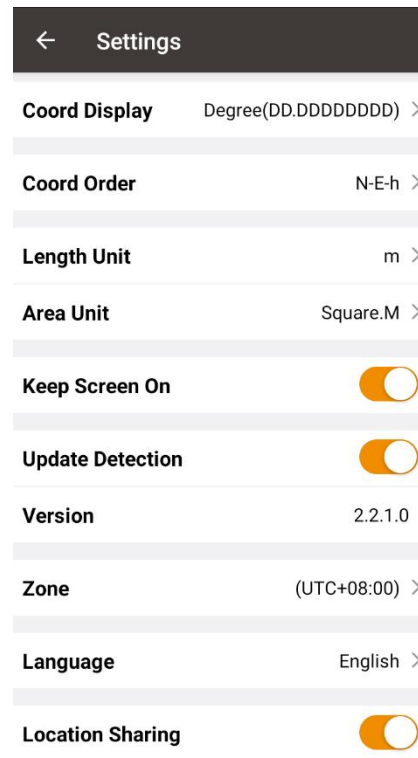 Settings
Coord Display Degree(DD.DDDDDDDD)
Coord Order N-E-h
Length Unit m
Area Unit Square.M
Keep Screen On
Update Detection
Version 2.2.1.0
Zone (UTC+08:00)
Language English
Location Sharing